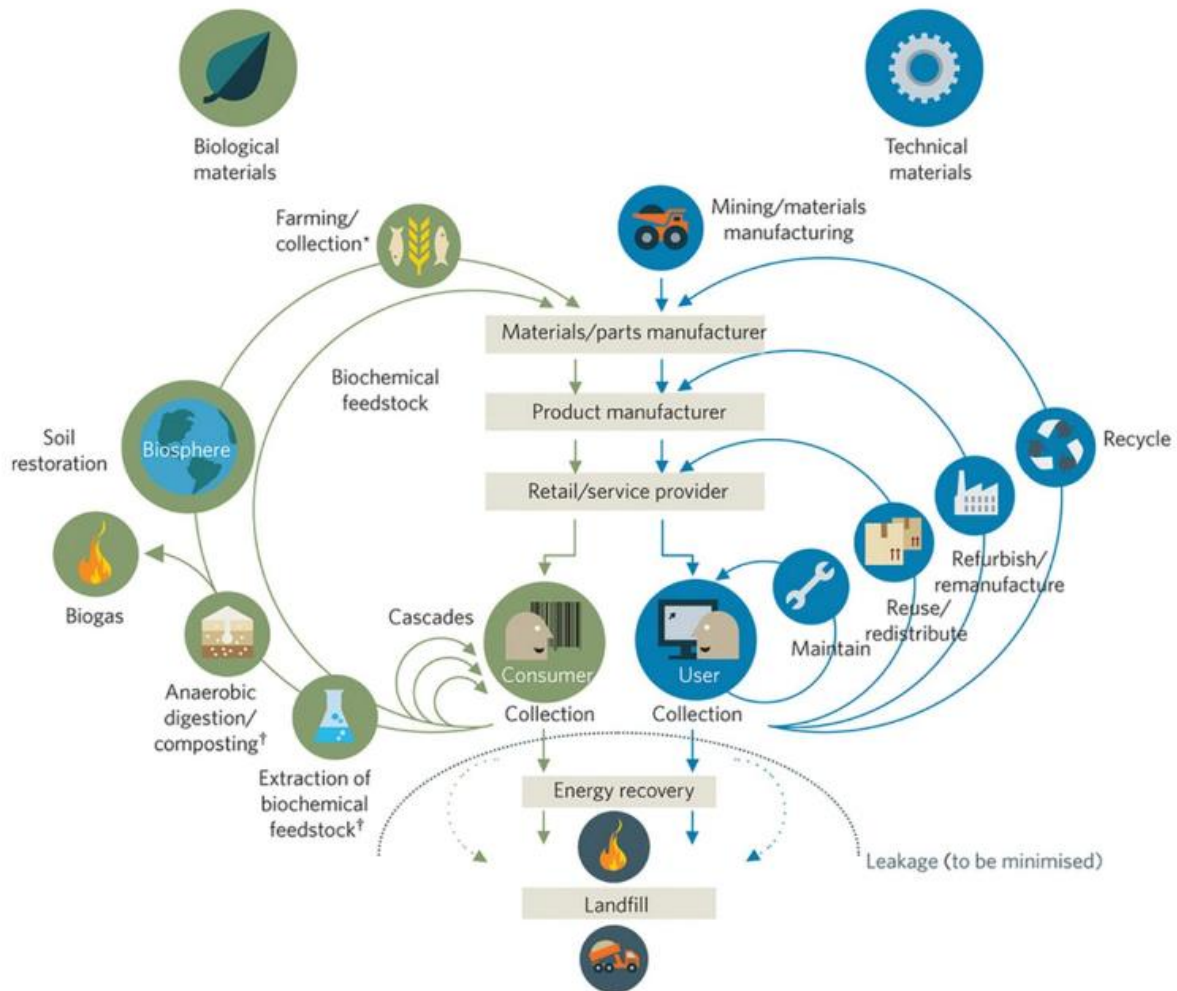 Biological
materials
Technical
materials
Farming/
collection*
Mining/materials
manufacturing
Materials/parts manufacturer
Biochemical
feedstock
Product manufacturer
Soil
restoration
Biosphere
Recycle
Retail/service provider
Refurbish/
remanufacture
Biogas
Reuse/
redistribute
Cascades
Maintain
Consumer
User
Anaerobic
digestion/
composting†
Collection
Collection
Extraction of
biochemical
feedstock†
Energy recovery
Leakage (to be minimised)
Landfill